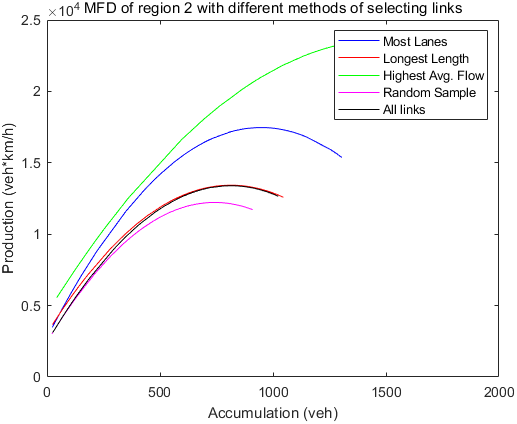 ×10⁴ MFD of region 2 with different methods of selecting links
2.5
2
1.5
1
0.5
0
Production (veh*km/h)
Most Lanes
Longest Length
Highest Avg. Flow
Random Sample
All links
0 500 1000 1500 2000
Accumulation (veh)